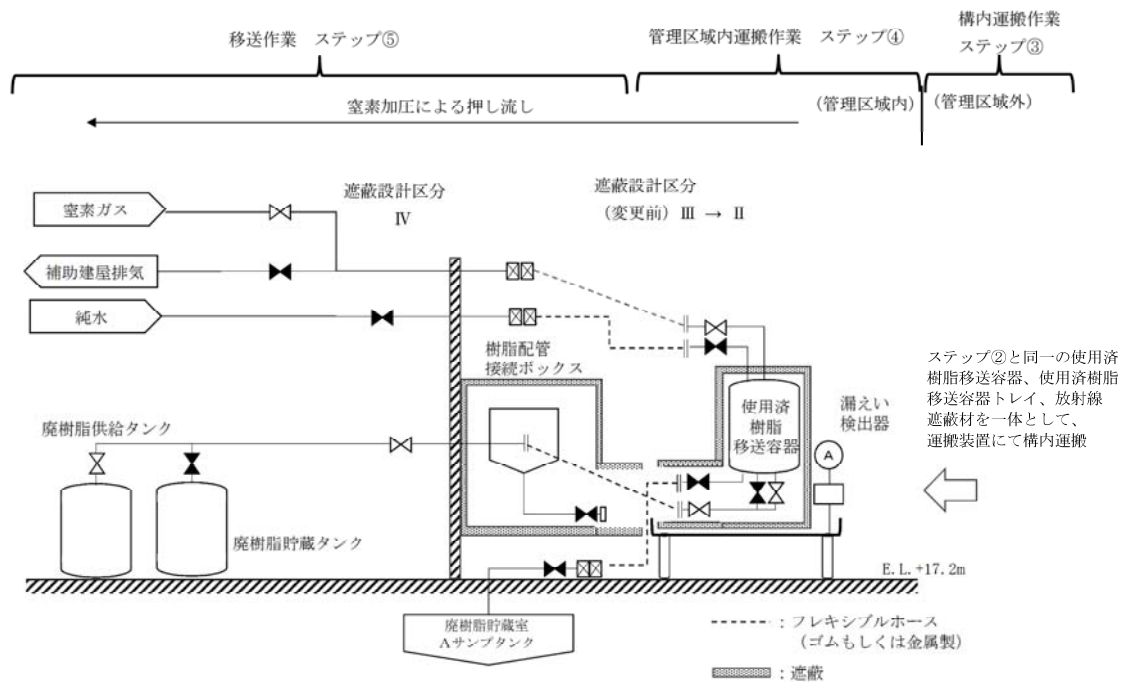 移送作業　ステップ⑤
管理区域内運搬作業　ステップ④
構内運搬作業
ステップ③
窒素加圧による押し流し
（管理区域内）
（管理区域外）
遮蔽設計区分
Ⅳ
遮蔽設計区分
（変更前）Ⅲ → Ⅱ
窒素ガス
補助建屋排気
純水
樹脂配管
接続ボックス
使用済
樹脂
移送容器
漏えい
検出器
A
ステップ②と同一の使用済
樹脂移送容器、使用済樹脂
移送容器トレイ、放射線
遮蔽材を一体として、
運搬装置にて構内運搬
廃樹脂供給タンク
廃樹脂貯蔵タンク
E.L.+17.2m
廃樹脂貯蔵室
Aサンプタンク
：フレキシブルホース
（ゴムもしくは金属製）
：遮蔽